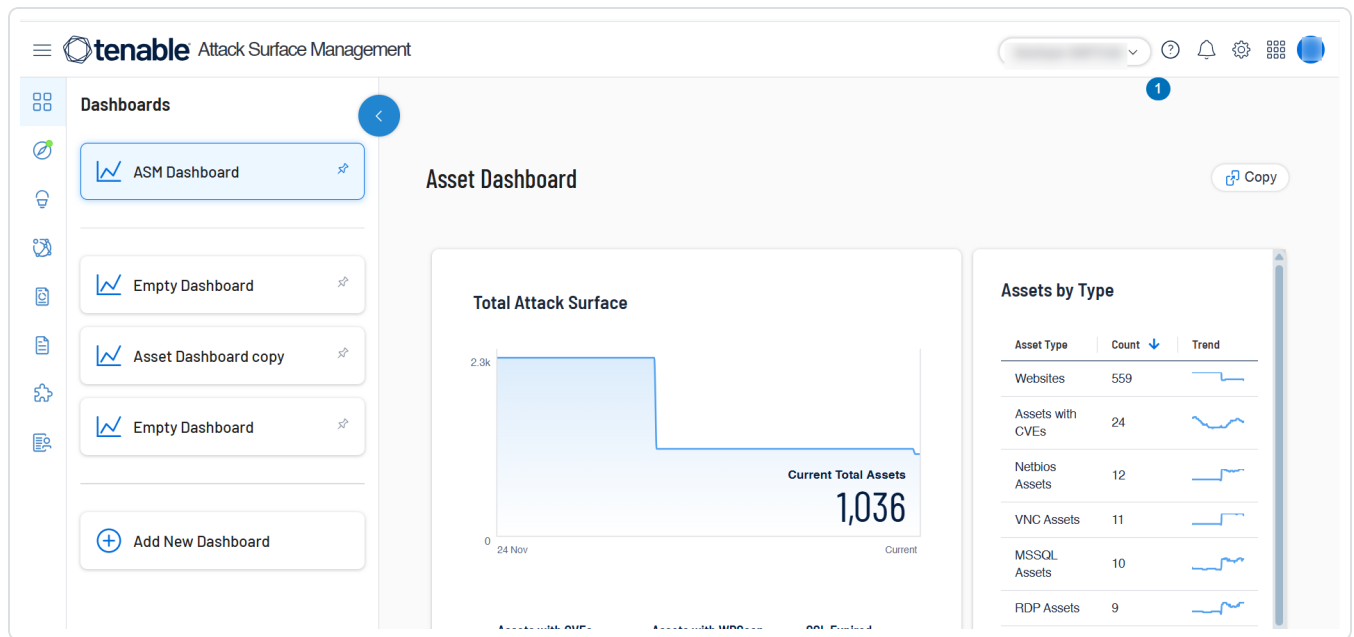 tenable Attack Surface Management
1
Dashboards
ASM Dashboard
Empty Dashboard
Asset Dashboard copy
Empty Dashboard
Add New Dashboard
Asset Dashboard
Copy
Total Attack Surface
2.3k
Current Total Assets
1,036
0
24 Nov
Current
Assets by Type
Asset Type Count Trend
Websites 559
Assets with
CVEs
24
Netbios
Assets
12
VNC Assets 11
MSSQL
Assets
10
RDP Assets 9